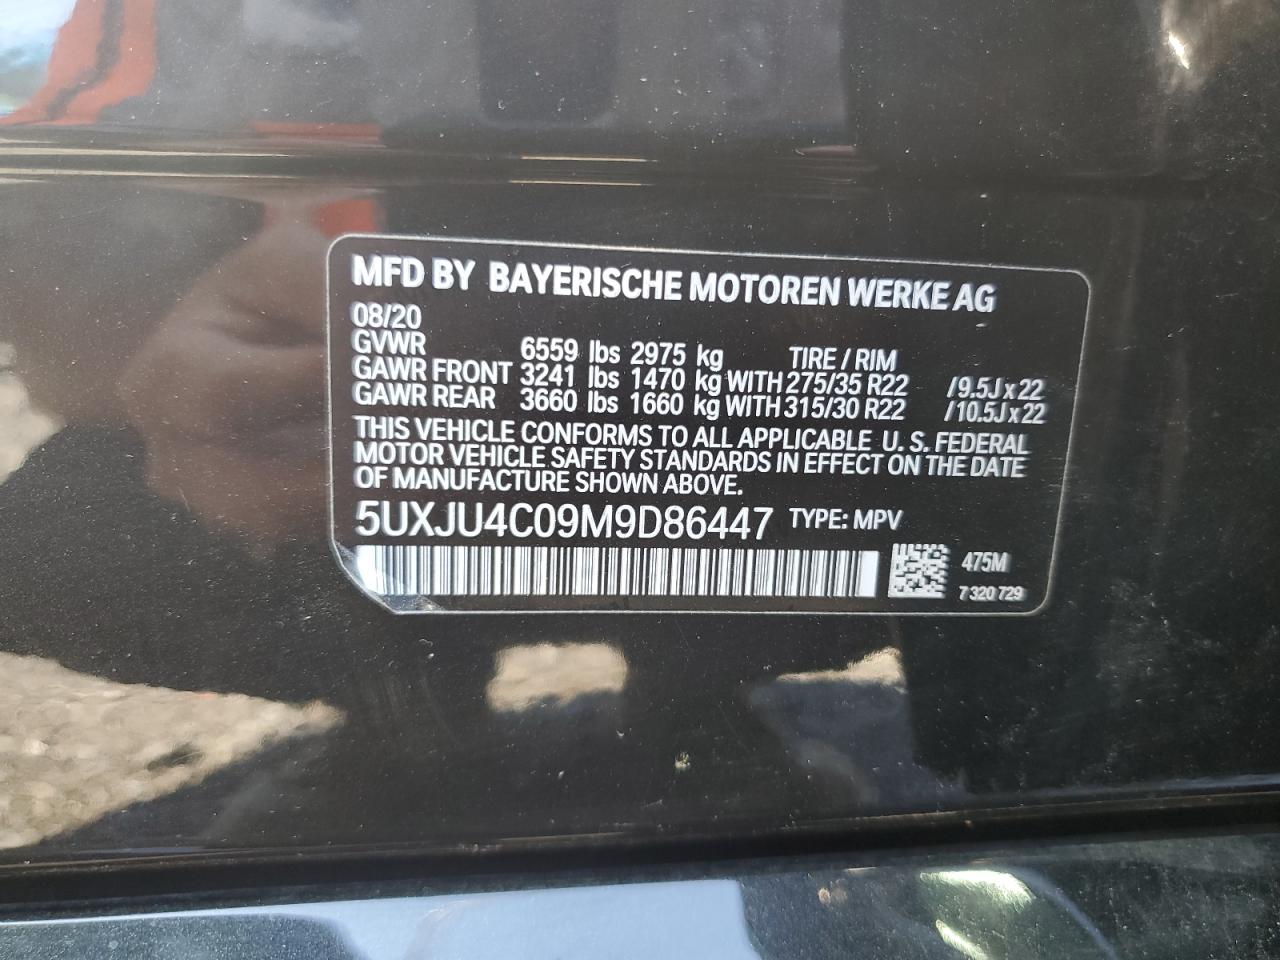 MFD BY BAYERISCHE MOTOREN WERKE AG
08/20
GVWR 6559 lbs 2975 kg TIRE / RIM
GAWR FRONT 3241 lbs 1470 kg WITH 275/35 R22 / 9.5J x 22
GAWR REAR 3660 lbs 1660 kg WITH 315/30 R22 / 10.5J x 22
THIS VEHICLE CONFORMS TO ALL APPLICABLE U. S. FEDERAL
MOTOR VEHICLE SAFETY STANDARDS IN EFFECT ON THE DATE
OF MANUFACTURE SHOWN ABOVE.
5UXJU4C09M9D86447 TYPE: MPV
475M
7 320 729